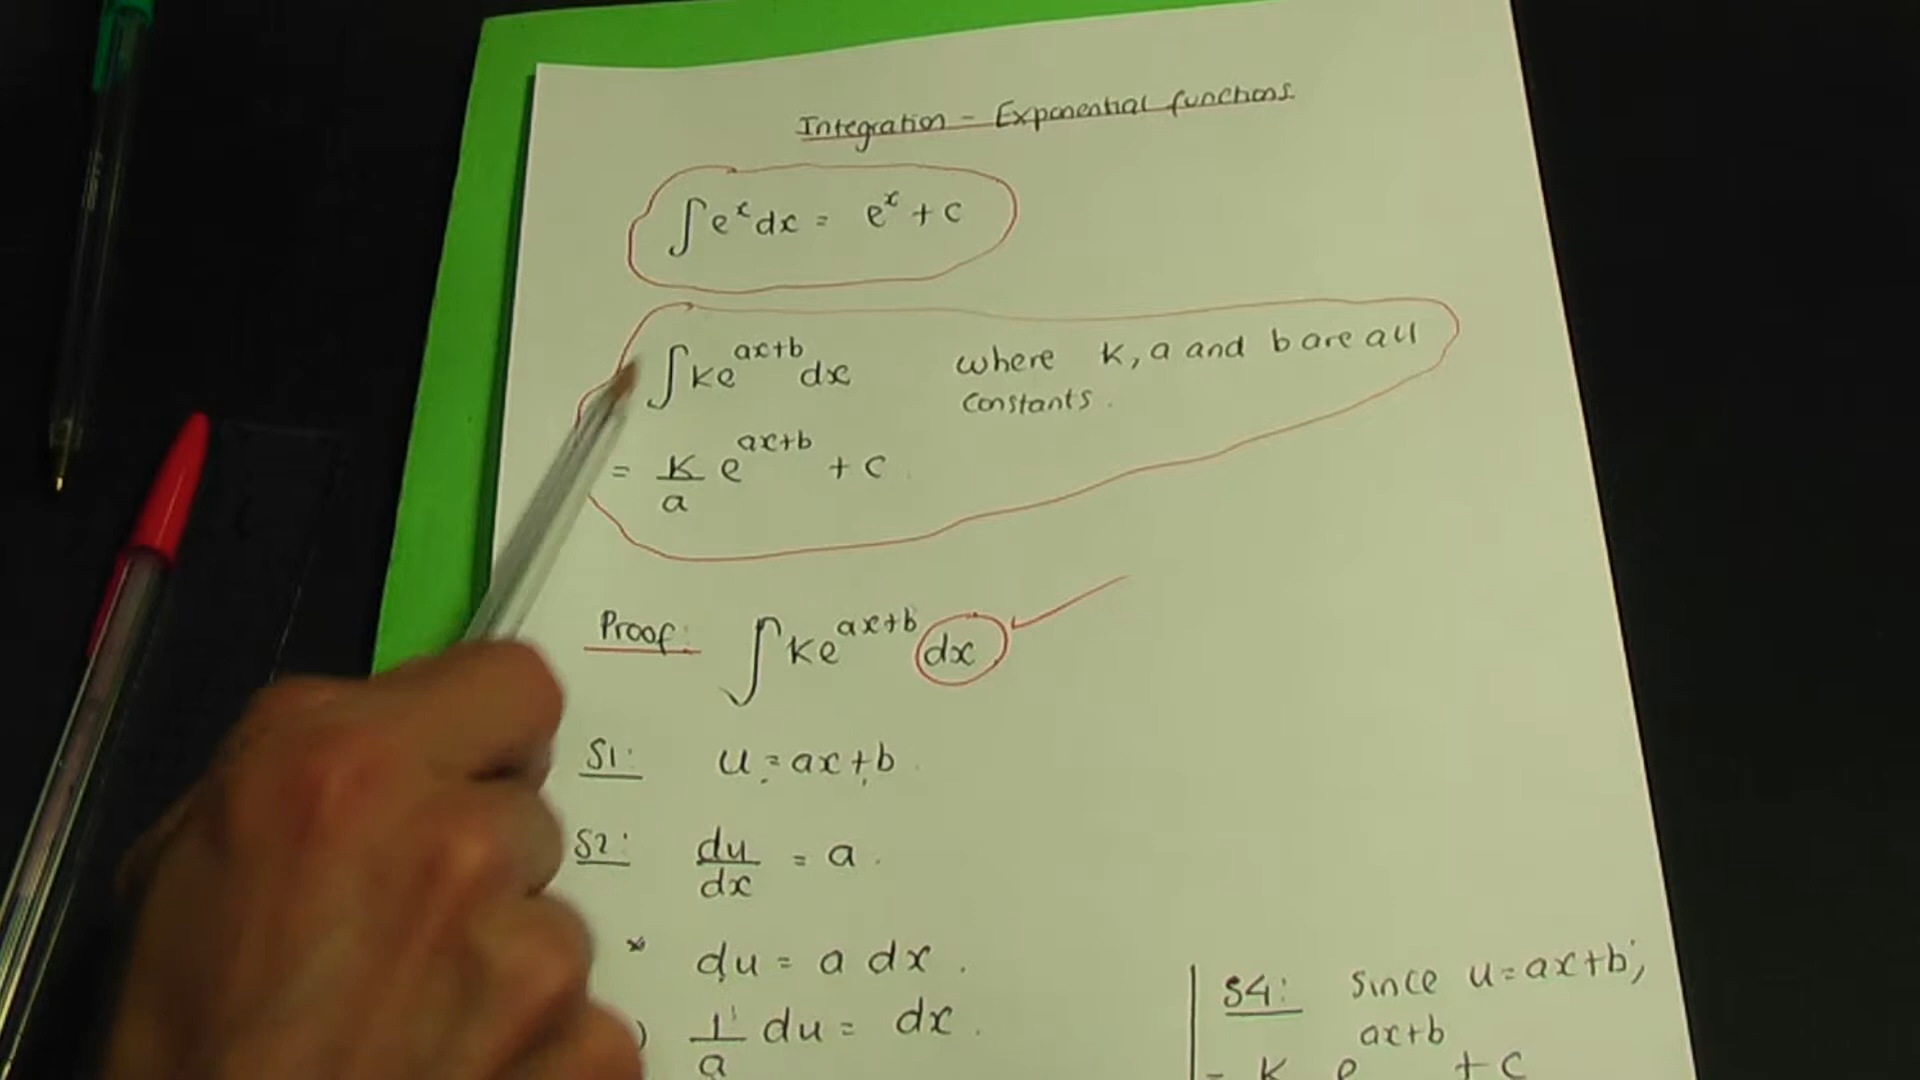 Integration - Exponential functions.
∫e^x dx = e^x + c
∫ke^(ax+b) dx where k, a and b are all
constants.
= k/a e^(ax+b) + c
Proof: ∫ke^(ax+b) dx
S1: u = ax+b
S2: du/dx = a.
* du = a dx.
1/a du = dx.
S4: Since u = ax+b;
= k e^(ax+b) + c